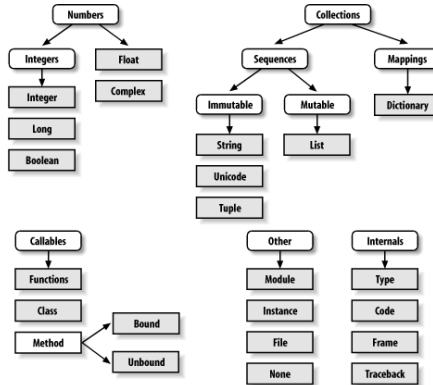 Numbers
Integers
Float
Integer
Complex
Long
Boolean
Collections
Sequences
Mappings
Immutable
Mutable
Dictionary
String
List
Unicode
Tuple
Callables
Functions
Class
Method
Bound
Unbound
Other
Module
Instance
File
None
Internals
Type
Code
Frame
Traceback